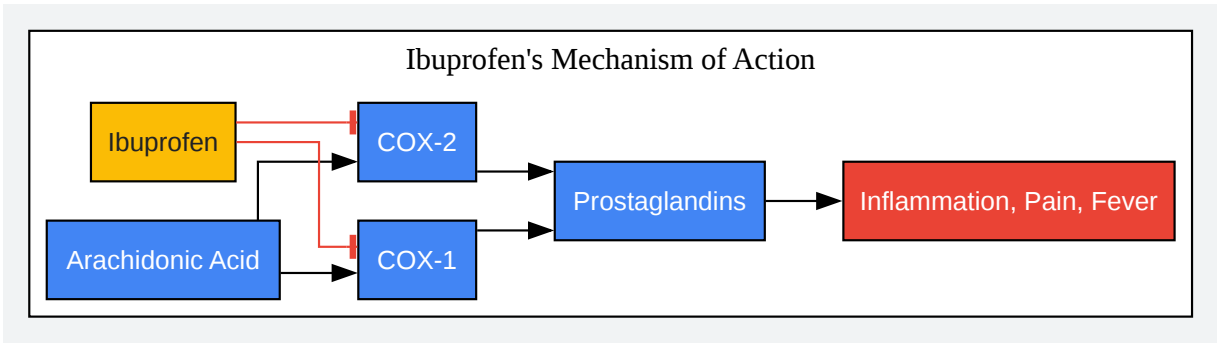 Ibuprofen's Mechanism of Action
Ibuprofen
COX-2
Prostaglandins
Inflammation, Pain, Fever
Arachidonic Acid
COX-1